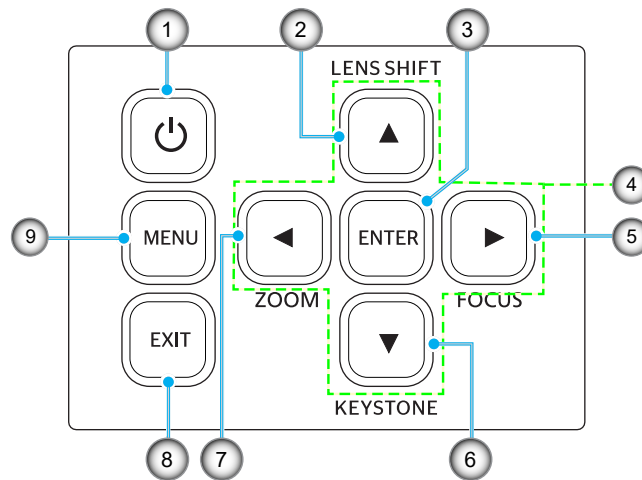 1
2
3
LENS SHIFT
4
9
MENU
ENTER
5
ZOOM
FOCUS
EXIT
KEYSTONE
8
7
6